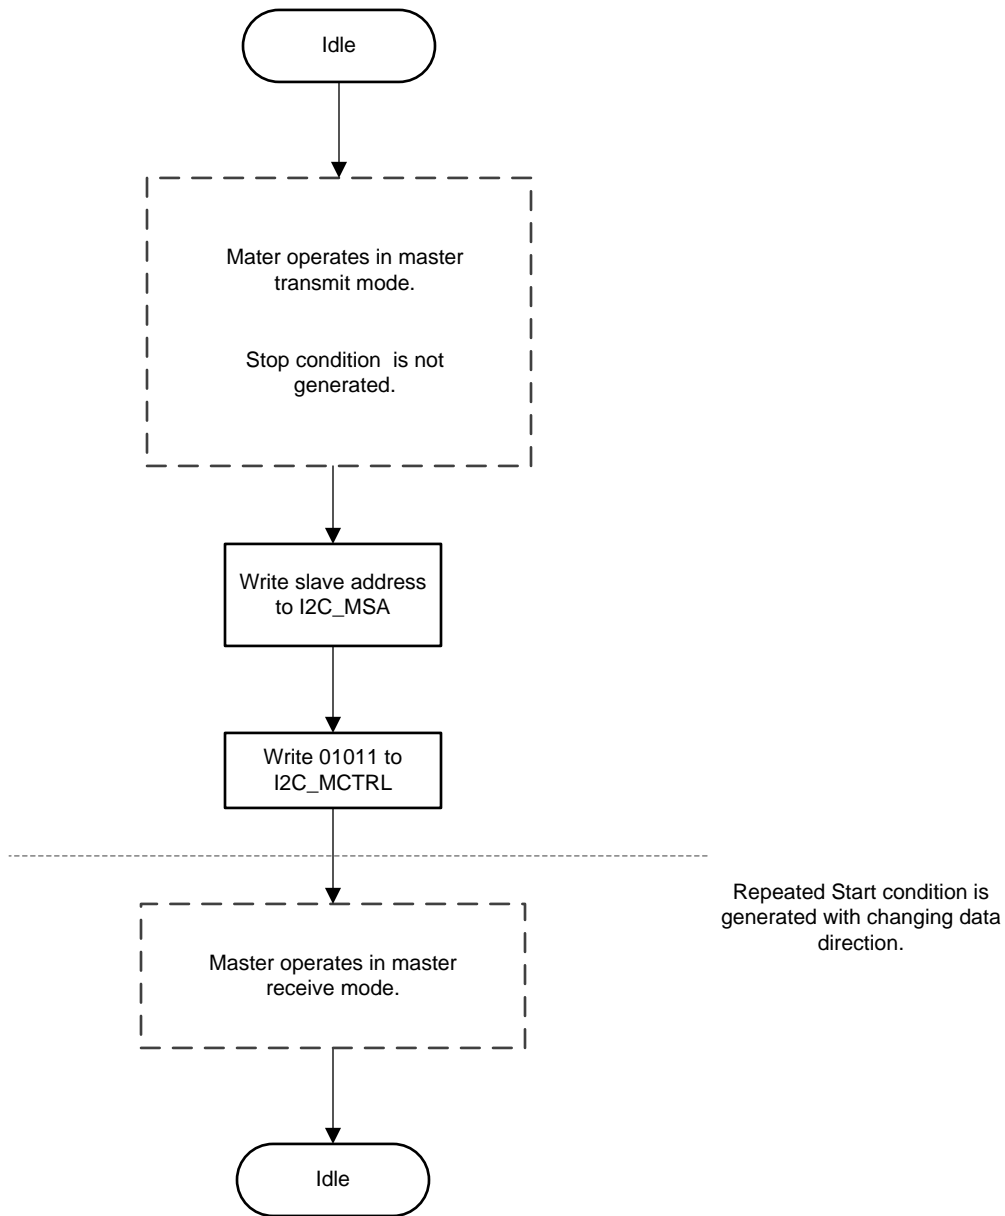 Idle
Mater operates in master
transmit mode.
Stop condition  is not
generated.
Write slave address
to I2C_MSA
Write 01011 to
I2C_MCTRL
Repeated Start condition is
generated with changing data
direction.
Master operates in master
receive mode.
Idle